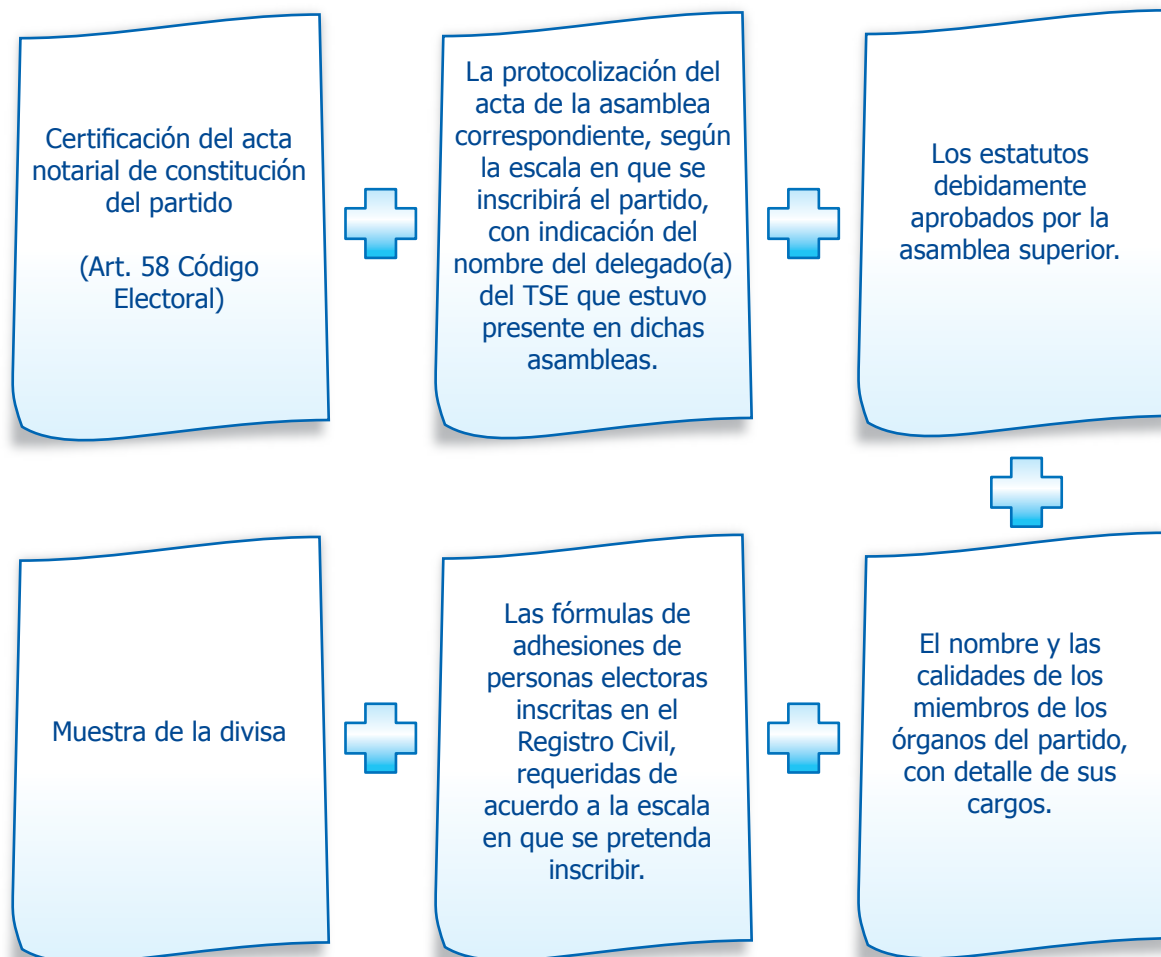 Certificación del acta
notarial de constitución
del partido
(Art. 58 Código
Electoral)
La protocolización del
acta de la asamblea
correspondiente, según
la escala en que se
inscribirá el partido,
con indicación del
nombre del delegado(a)
del TSE que estuvo
presente en dichas
asambleas.
Los estatutos
debidamente
aprobados por la
asamblea superior.
Muestra de la divisa
Las fórmulas de
adhesiones de
personas electoras
inscritas en el
Registro Civil,
requeridas de
acuerdo a la escala
en que se pretenda
inscribir.
El nombre y las
calidades de los
miembros de los
órganos del partido,
con detalle de sus
cargos.